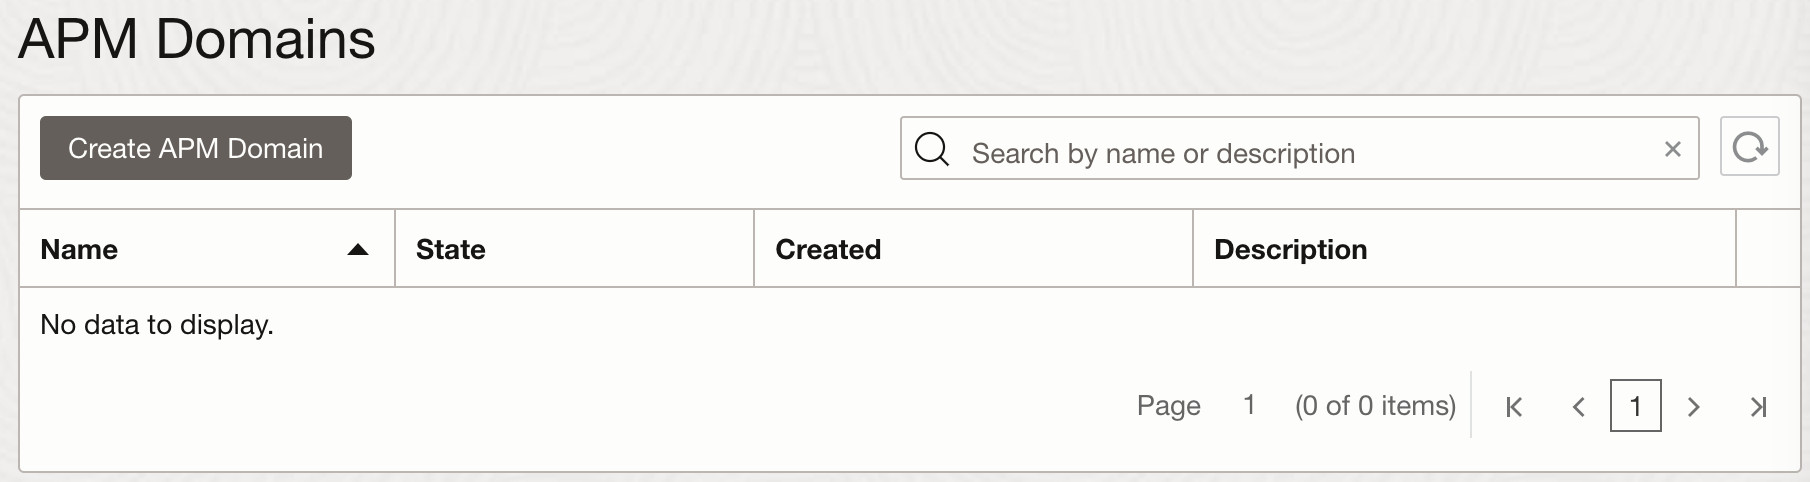 APM Domains
Create APM Domain
Search by name or description
Name State Created Description
No data to display.
Page 1 (0 of 0 items) 1